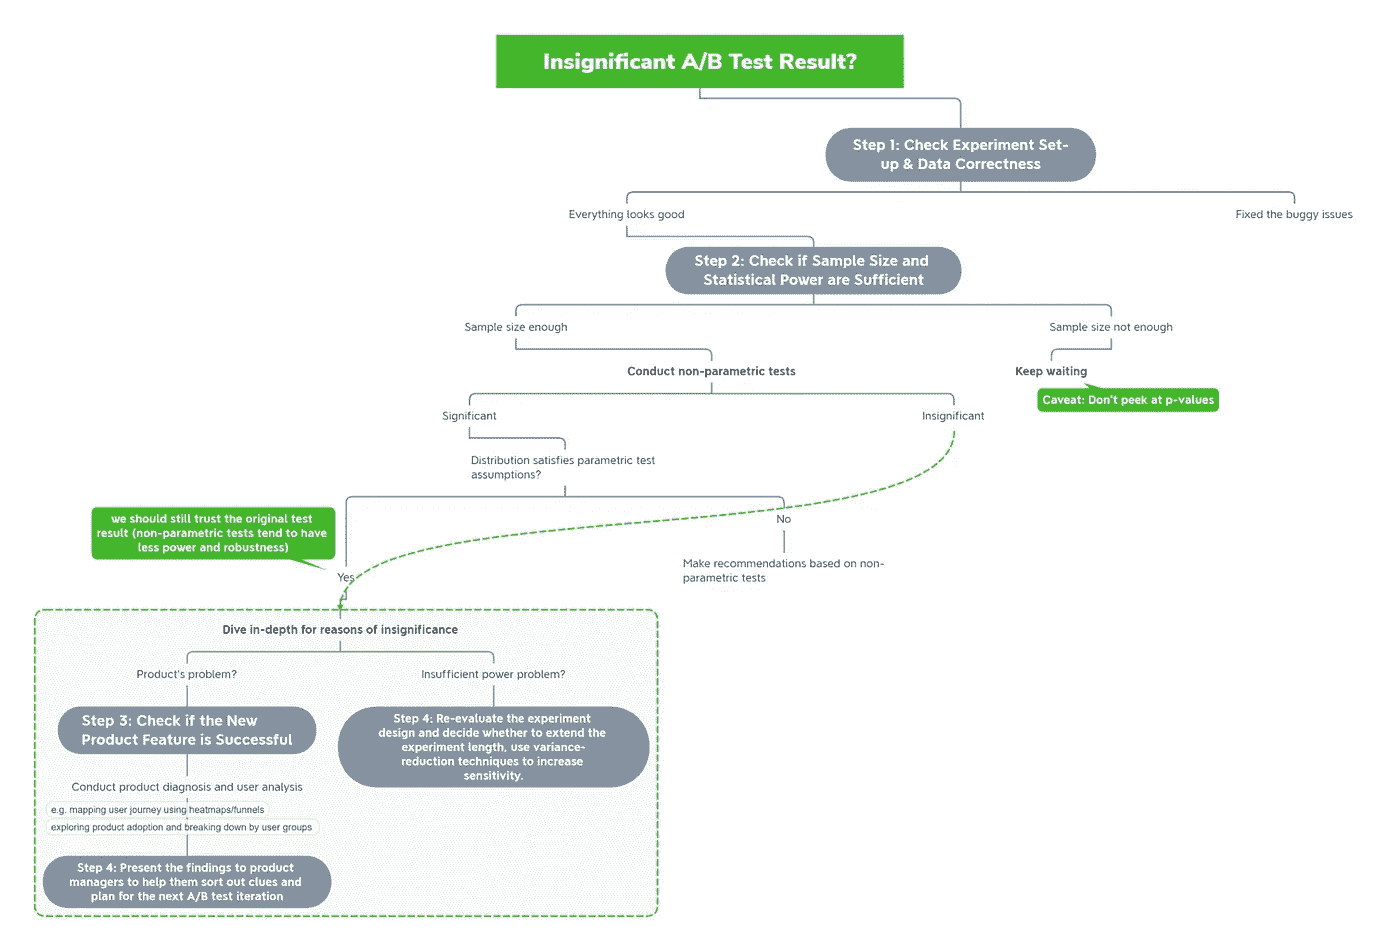 Insignificant A/B Test Result?
Step 1: Check Experiment Set-
up & Data Correctness
Everything looks good
Fixed the buggy issues
Step 2: Check if Sample Size and
Statistical Power are Sufficient
Sample size enough
Sample size not enough
Conduct non-parametric tests
Keep waiting
Caveat: Don't peek at p-values
Significant
Insignificant
Distribution satisfies parametric test
assumptions?
we should still trust the original test
result (non-parametric tests tend to have
less power and robustness)
No
Yes
Make recommendations based on non-
parametric tests
Dive in-depth for reasons of insignificance
Product's problem?
Insufficient power problem?
Step 3: Check if the New
Product Feature is Successful
Step 4: Re-evaluate the experiment
design and decide whether to extend the
experiment length, use variance-
reduction techniques to increase
sensitivity.
Conduct product diagnosis and user analysis
e.g. mapping user journey using heatmaps/funnels
exploring product adoption and breaking down by user groups
Step 4: Present the findings to product
managers to help them sort out clues and
plan for the next A/B test iteration